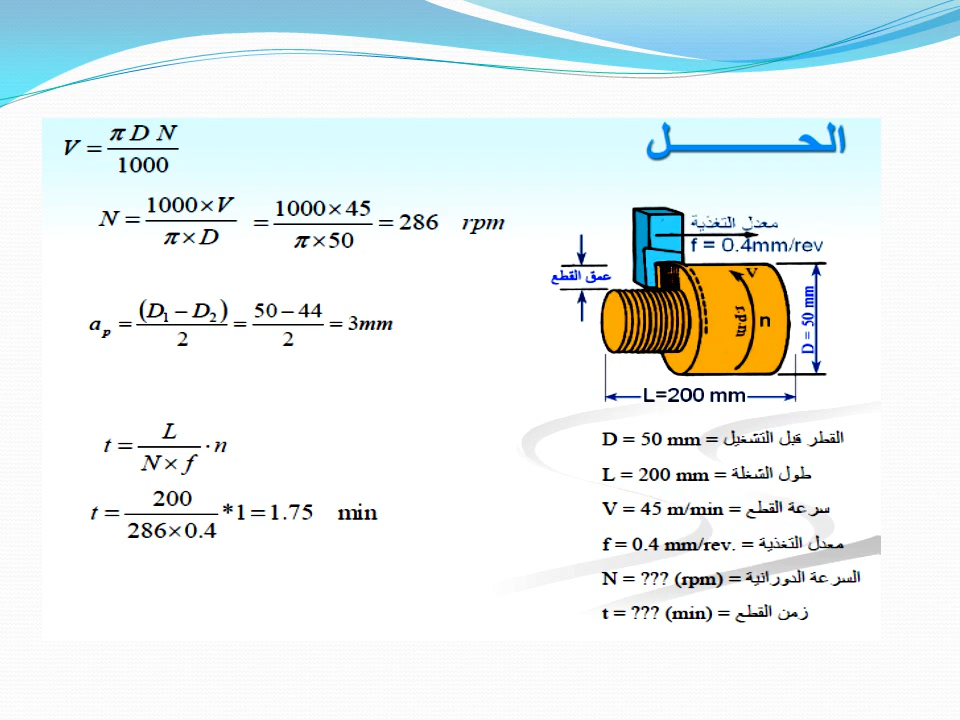 الحـــــــــــل
V = π D N / 1000
N = 1000×V / π×D = 1000×45 / π×50 = 286 rpm
aₚ = (D₁ − D₂) / 2 = 50 − 44 / 2 = 3mm
t = L / N×f · n
t = 200 / 286×0.4 *1 = 1.75 min
معدل التغذية
f = 0.4mm/rev
عمق القطع
V
r.p.m
n
D = 50 mm
L=200 mm
D = 50 mm = القطر قبل التشغيل
L = 200 mm = طول الشغلة
V = 45 m/min = سرعة القطع
f = 0.4 mm/rev. = معدل التغذية
N = ??? (rpm) = السرعة الدورانية
t = ??? (min) = زمن القطع